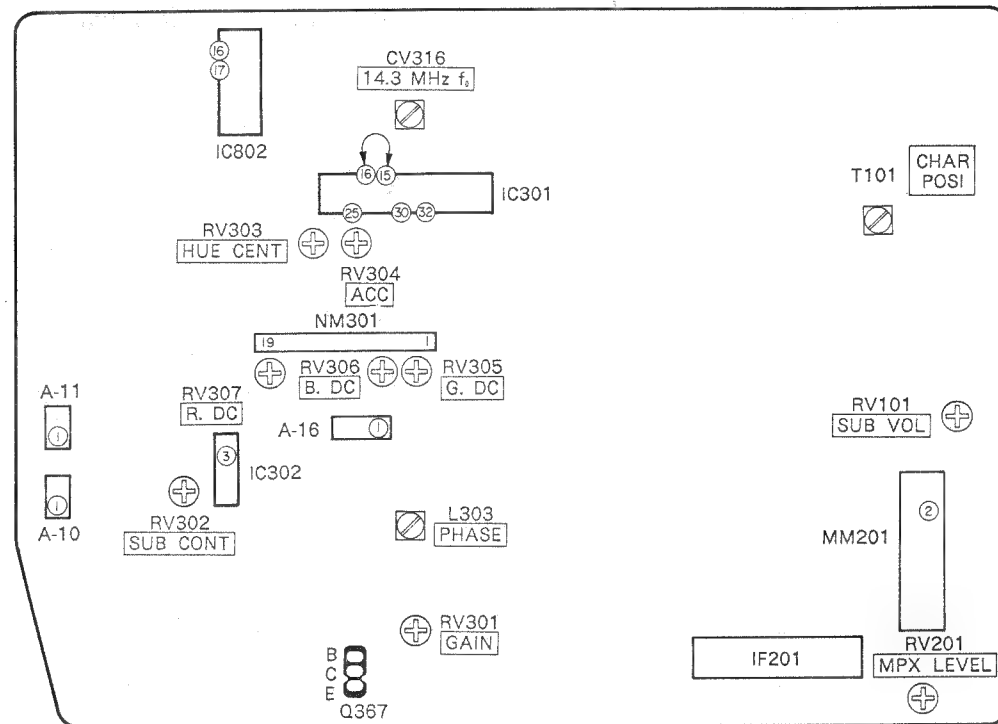 16
17
IC802
CV316
14.3 MHz f₀
16 15
IC301
25 30 32
T101
CHAR
POSI
RV303
HUE CENT
RV304
ACC
NM301
19 1
RV306
B. DC
RV305
G. DC
RV307
R. DC
A-11
1
A-16
1
RV101
SUB VOL
3
IC302
1
A-10
RV302
SUB CONT
L303
PHASE
2
MM201
RV301
GAIN
B
C
E
Q367
IF201
RV201
MPX LEVEL